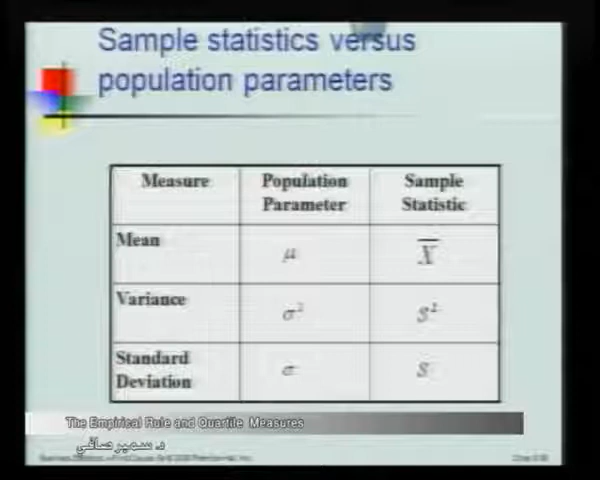 Sample statistics versus
population parameters
Measure
Population
Parameter
Sample
Statistic
Mean
μ
X̅
Variance
σ²
S²
Standard
Deviation
σ
S
The Empirical Rule and Quartile Measures
د. سمير صافي